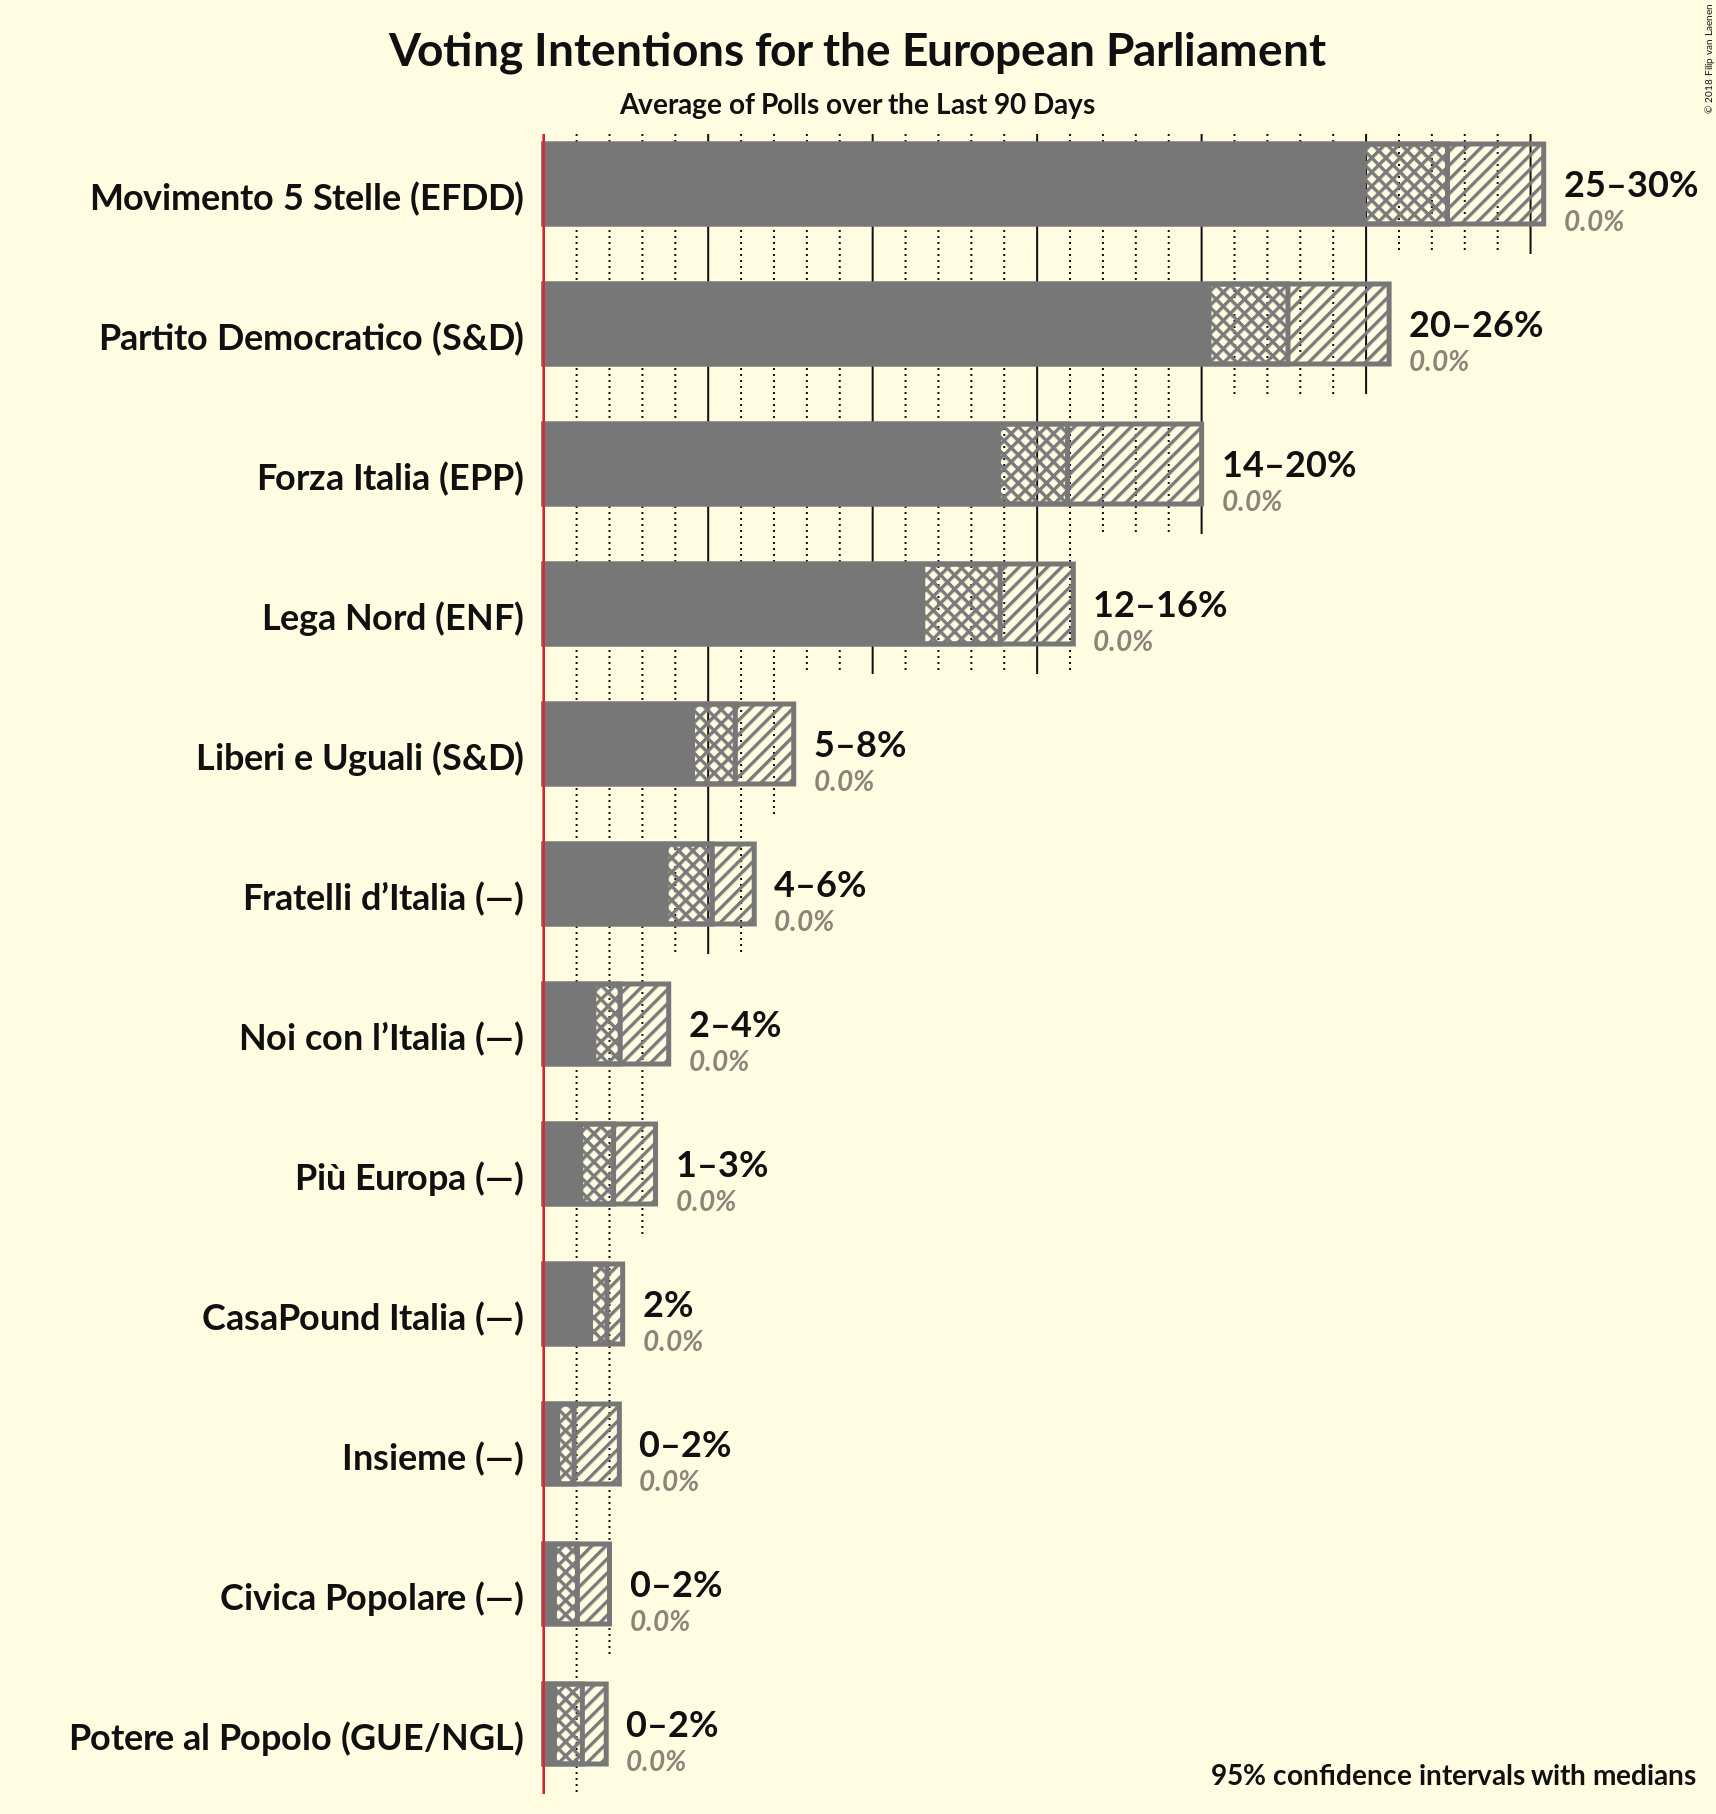 Voting Intentions for the European Parliament
Average of Polls over the Last 90 Days
© 2018 Filip van Laenen
Movimento 5 Stelle (EFDD)
25–30%
0.0%
Partito Democratico (S&D)
20–26%
0.0%
Forza Italia (EPP)
14–20%
0.0%
Lega Nord (ENF)
12–16%
0.0%
Liberi e Uguali (S&D)
5–8%
0.0%
Fratelli d’Italia (—)
4–6%
0.0%
Noi con l’Italia (—)
2–4%
0.0%
Più Europa (—)
1–3%
0.0%
CasaPound Italia (—)
2%
0.0%
Insieme (—)
0–2%
0.0%
Civica Popolare (—)
0–2%
0.0%
Potere al Popolo (GUE/NGL)
0–2%
0.0%
95% confidence intervals with medians